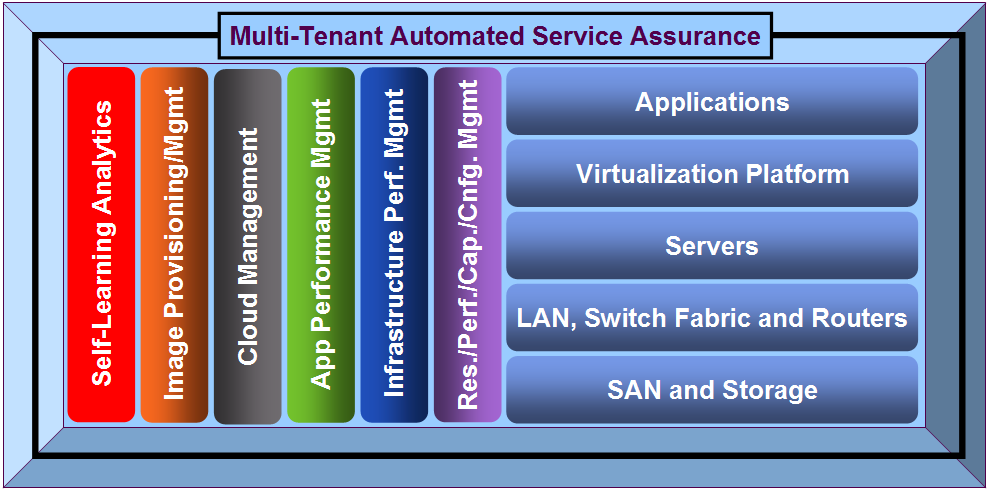 Multi-Tenant Automated Service Assurance
Self-Learning Analytics
Image Provisioning/Mgmt
Cloud Management
App Performance Mgmt
Infrastructure Perf. Mgmt
Res./Perf./Cap./Cnfg. Mgmt
Applications
Virtualization Platform
Servers
LAN, Switch Fabric and Routers
SAN and Storage